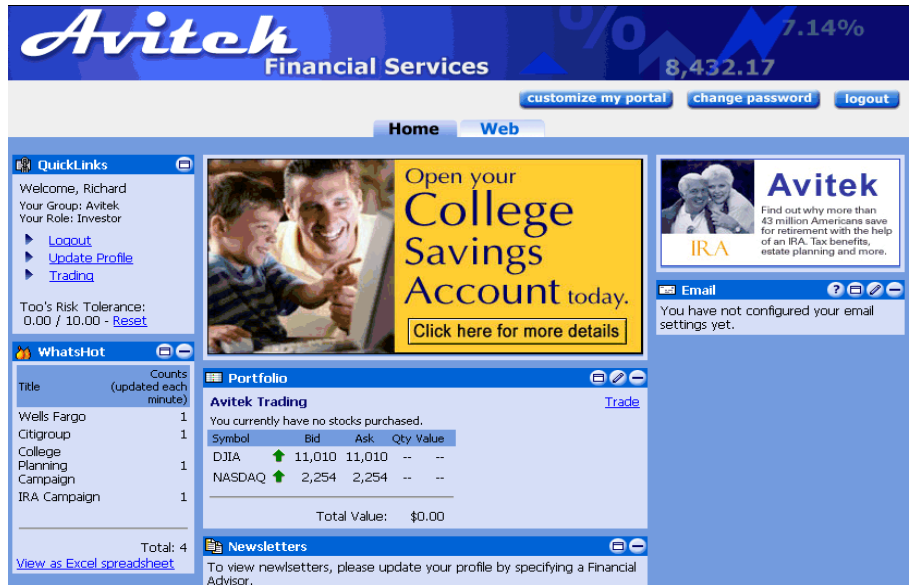 Avitek
Financial Services
%
7.14%
8,432.17
customize my portal change password logout
Home Web
QuickLinks
Welcome, Richard
Your Group: Avitek
Your Role: Investor
Logout
Update Profile
Trading
Too's Risk Tolerance:
0.00 / 10.00 - Reset
WhatsHot
Title Counts
(updated each
minute)
Wells Fargo 1
Citigroup 1
College
Planning 1
Campaign
IRA Campaign 1
Total: 4
View as Excel spreadsheet
Open your
College
Savings
Account today.
Click here for more details
Portfolio
Avitek Trading Trade
You currently have no stocks purchased.
Symbol Bid Ask Qty Value
DJIA 11,010 11,010 -- --
NASDAQ 2,254 2,254 -- --
Total Value: $0.00
Newsletters
To view newlsetters, please update your profile by specifying a Financial
Advisor.
Avitek
Find out why more than
43 million Americans save
for retirement with the help
of an IRA. Tax benefits,
estate planning and more.
IRA
Email ?
You have not configured your email
settings yet.